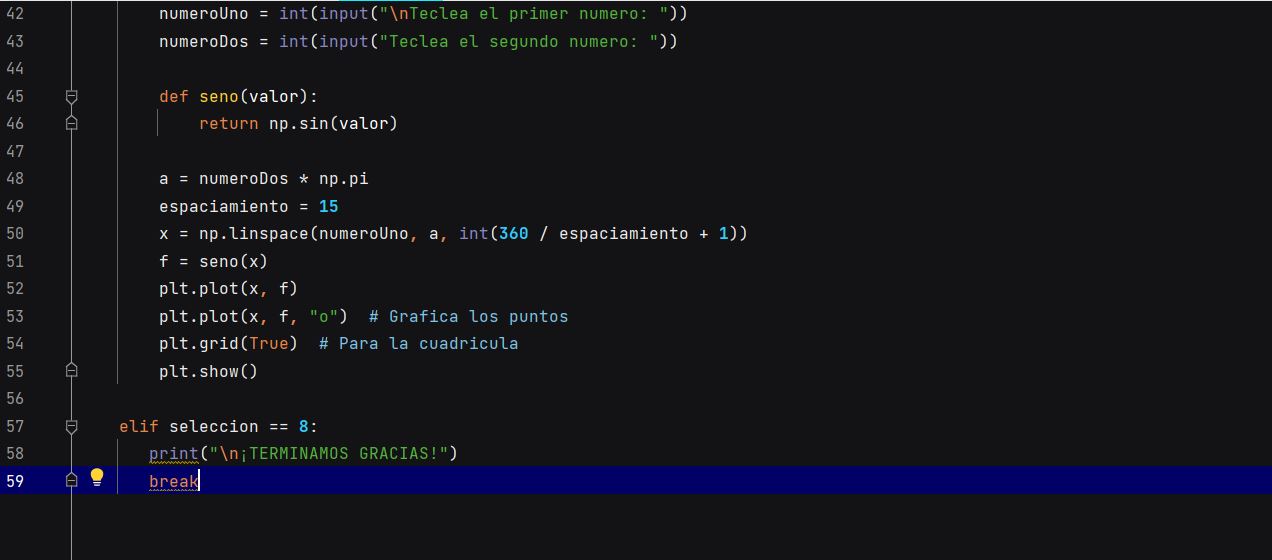 42 numeroUno = int(input("\nTeclea el primer numero: "))
43 numeroDos = int(input("Teclea el segundo numero: "))
44
45 def seno(valor):
46 return np.sin(valor)
47
48 a = numeroDos * np.pi
49 espaciamiento = 15
50 x = np.linspace(numeroUno, a, int(360 / espaciamiento + 1))
51 f = seno(x)
52 plt.plot(x, f)
53 plt.plot(x, f, "o")  # Grafica los puntos
54 plt.grid(True)  # Para la cuadricula
55 plt.show()
56
57 elif seleccion == 8:
58 print("\n¡TERMINAMOS GRACIAS!")
59 break